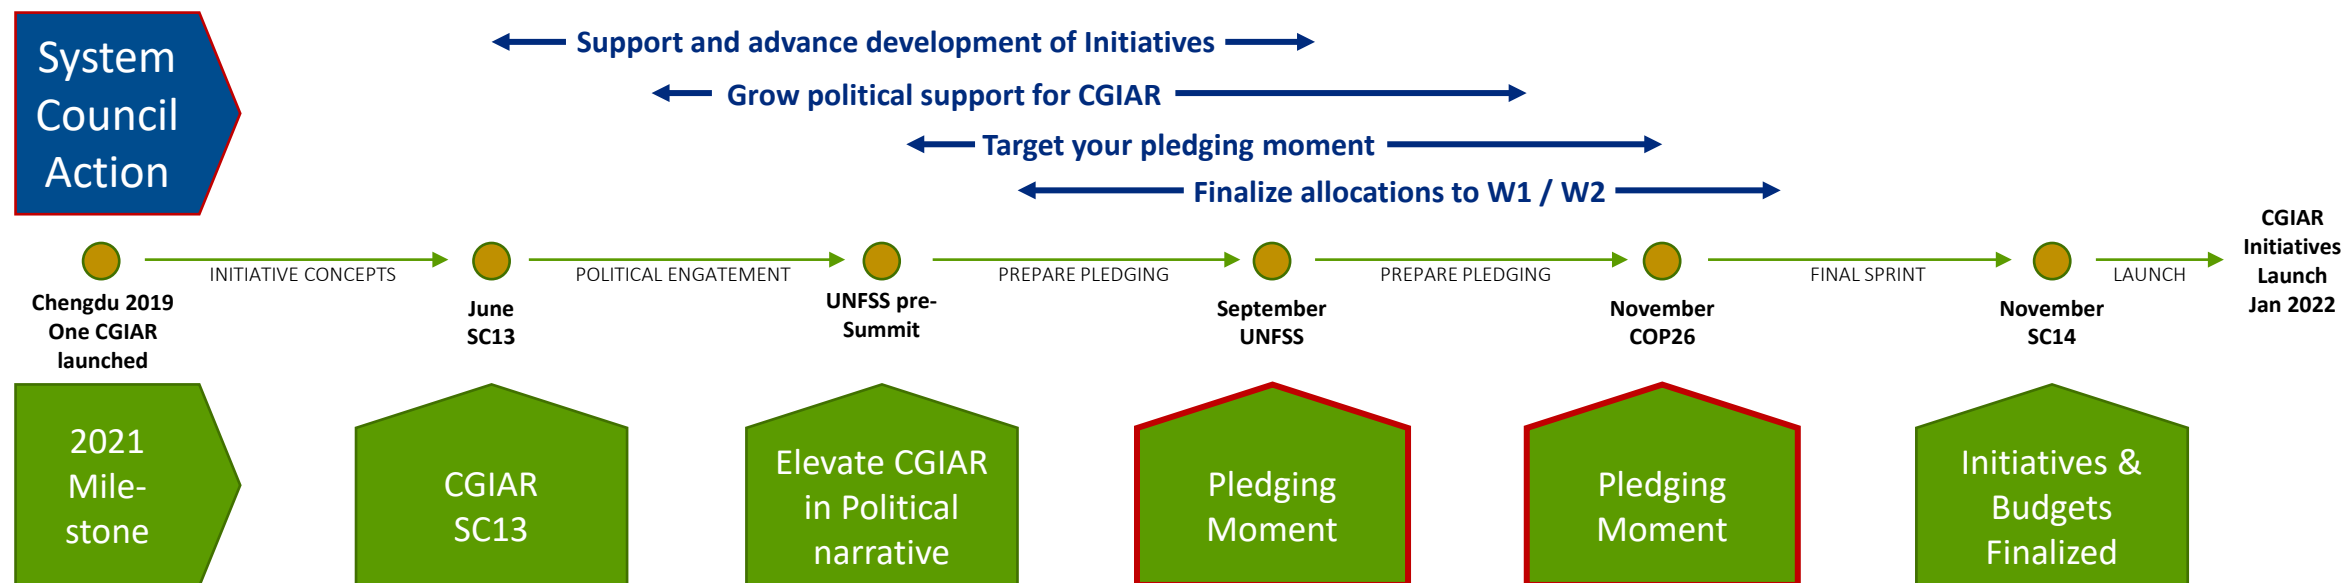 System
Council
Action
Support and advance development of Initiatives
Grow political support for CGIAR
Target your pledging moment
Finalize allocations to W1 / W2
INITIATIVE CONCEPTS
POLITICAL ENGATEMENT
PREPARE PLEDGING
PREPARE PLEDGING
FINAL SPRINT
LAUNCH
Chengdu 2019
One CGIAR
launched
June
SC13
UNFSS pre-
Summit
September
UNFSS
November
COP26
November
SC14
CGIAR
Initiatives
Launch
Jan 2022
2021
Mile-
stone
CGIAR
SC13
Elevate CGIAR
in Political
narrative
Pledging
Moment
Pledging
Moment
Initiatives &
Budgets
Finalized